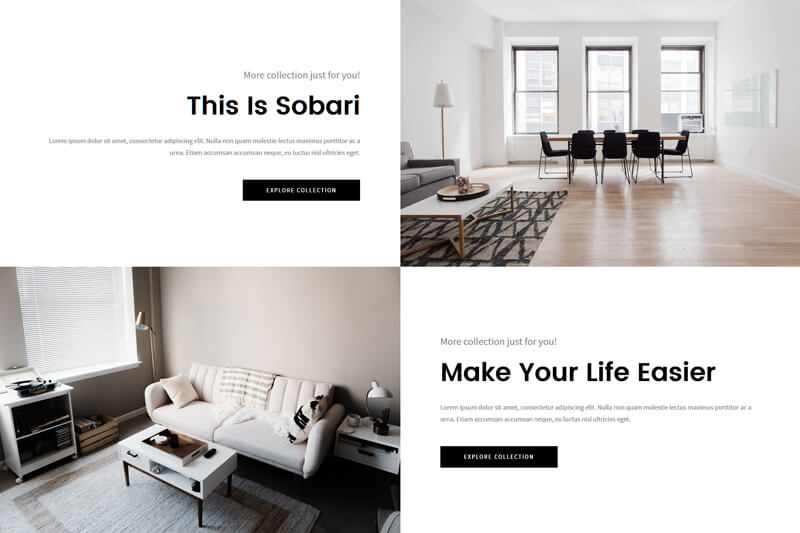 More collection just for you!
This Is Sobari
Lorem ipsum dolor sit amet, consectetur adipiscing elit. Nulla non quam molestie lectus maximus porttitor ac a
urna. Etiam accumsan accumsan neque, eu luctus nisl ultricies eget.
EXPLORE COLLECTION
More collection just for you!
Make Your Life Easier
Lorem ipsum dolor sit amet, consectetur adipiscing elit. Nulla non quam molestie lectus maximus porttitor ac a
urna. Etiam accumsan accumsan neque, eu luctus nisl ultricies eget.
EXPLORE COLLECTION